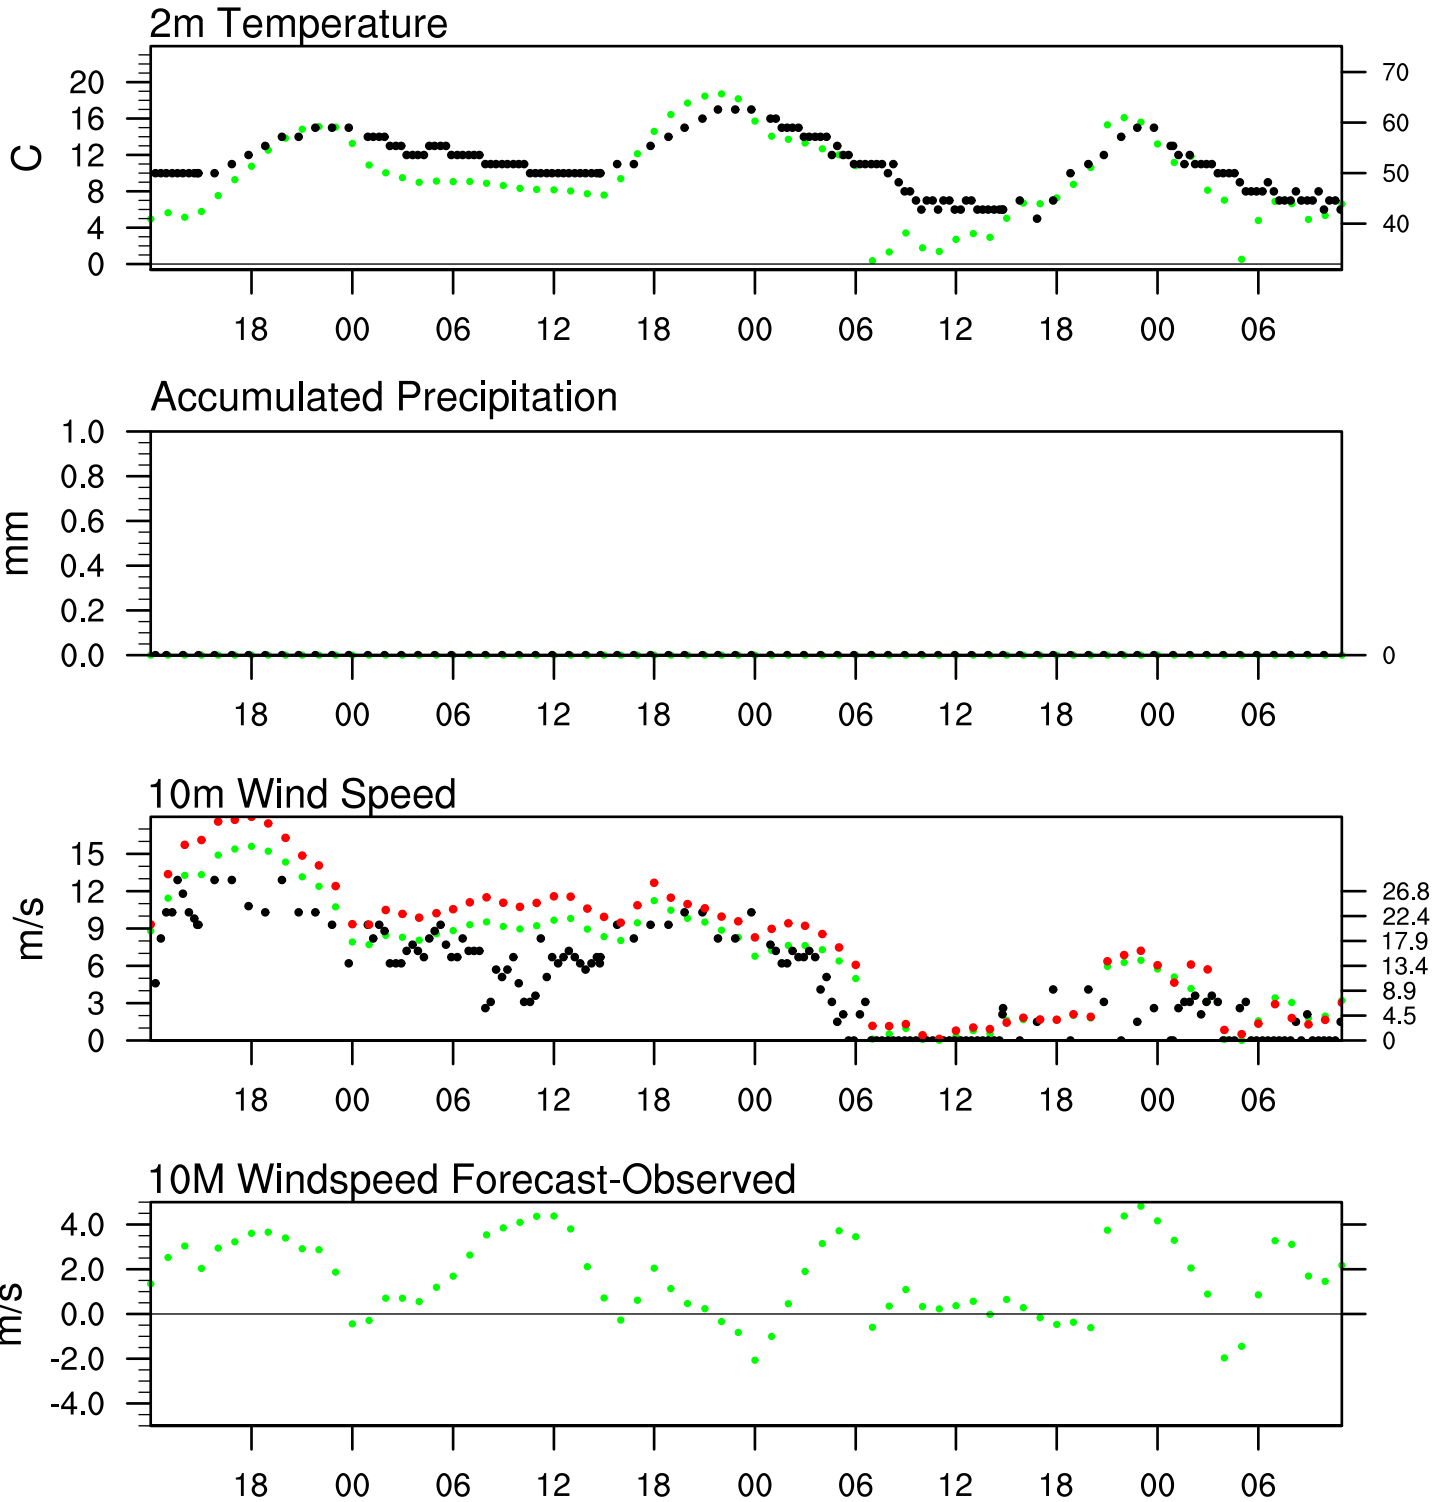 2m Temperature
20
16
12
8
4
0
C
70
60
50
40
18 00 06 12 18 00 06 12 18 00 06
Accumulated Precipitation
1.0
0.8
0.6
0.4
0.2
0.0
mm
0
18 00 06 12 18 00 06 12 18 00 06
10m Wind Speed
15
12
9
6
3
0
m/s
26.8
22.4
17.9
13.4
8.9
4.5
0
18 00 06 12 18 00 06 12 18 00 06
10M Windspeed Forecast-Observed
4.0
2.0
0.0
-2.0
-4.0
m/s
18 00 06 12 18 00 06 12 18 00 06